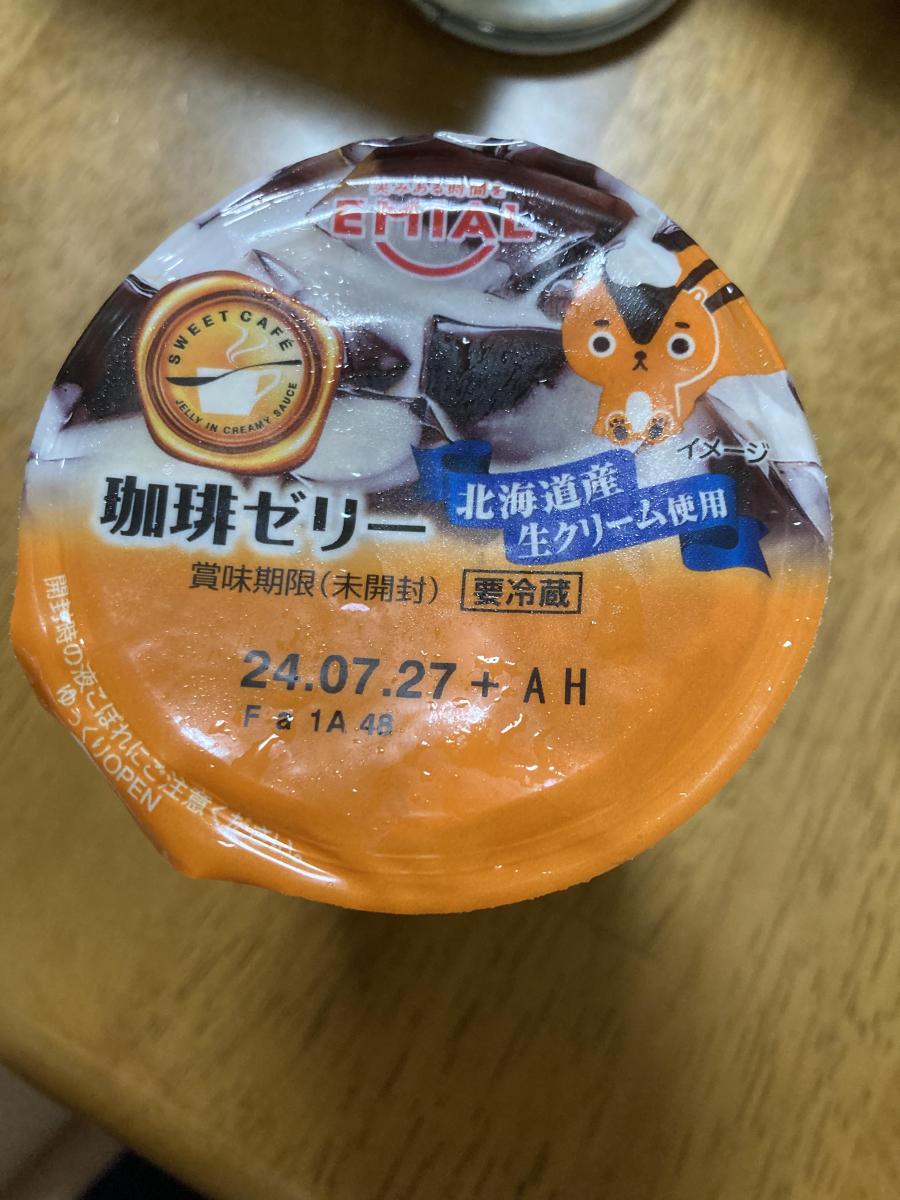 笑みある時間を
EMIAL
SWEET CAFÉ
JELLY IN CREAMY SAUCE
イメージ
珈琲ゼリー
北海道産
生クリーム使用
賞味期限(未開封) 要冷蔵
24.07.27 + AH
F a 1A 48
開封時の液こぼれにご注意ください。
ゆっくりOPEN